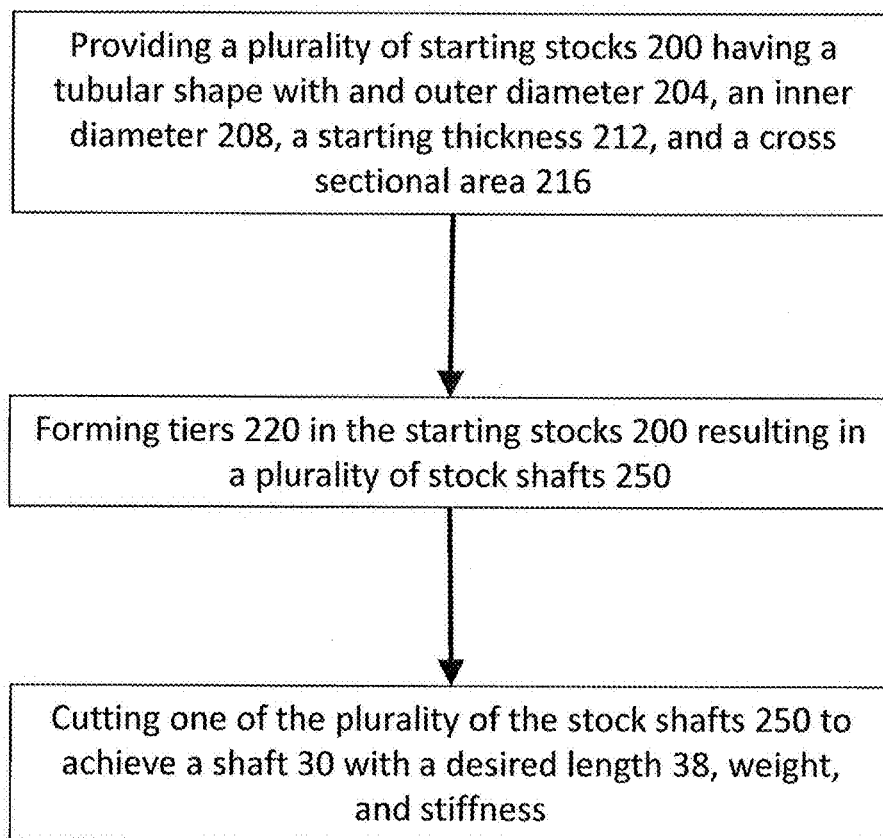 Providing a plurality of starting stocks 200 having a
tubular shape with and outer diameter 204, an inner
diameter 208, a starting thickness 212, and a cross
sectional area 216
Forming tiers 220 in the starting stocks 200 resulting in
a plurality of stock shafts 250
Cutting one of the plurality of the stock shafts 250 to
achieve a shaft 30 with a desired length 38, weight,
and stiffness